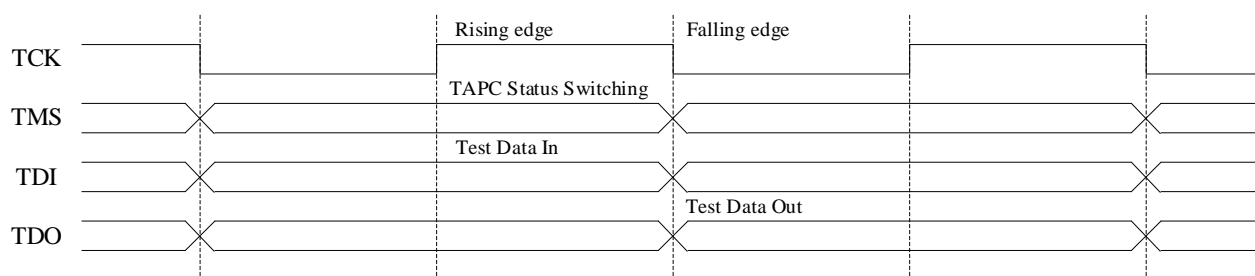 Rising edge Falling edge
TCK
TAPC Status Switching
TMS
Test Data In
TDI
Test Data Out
TDO